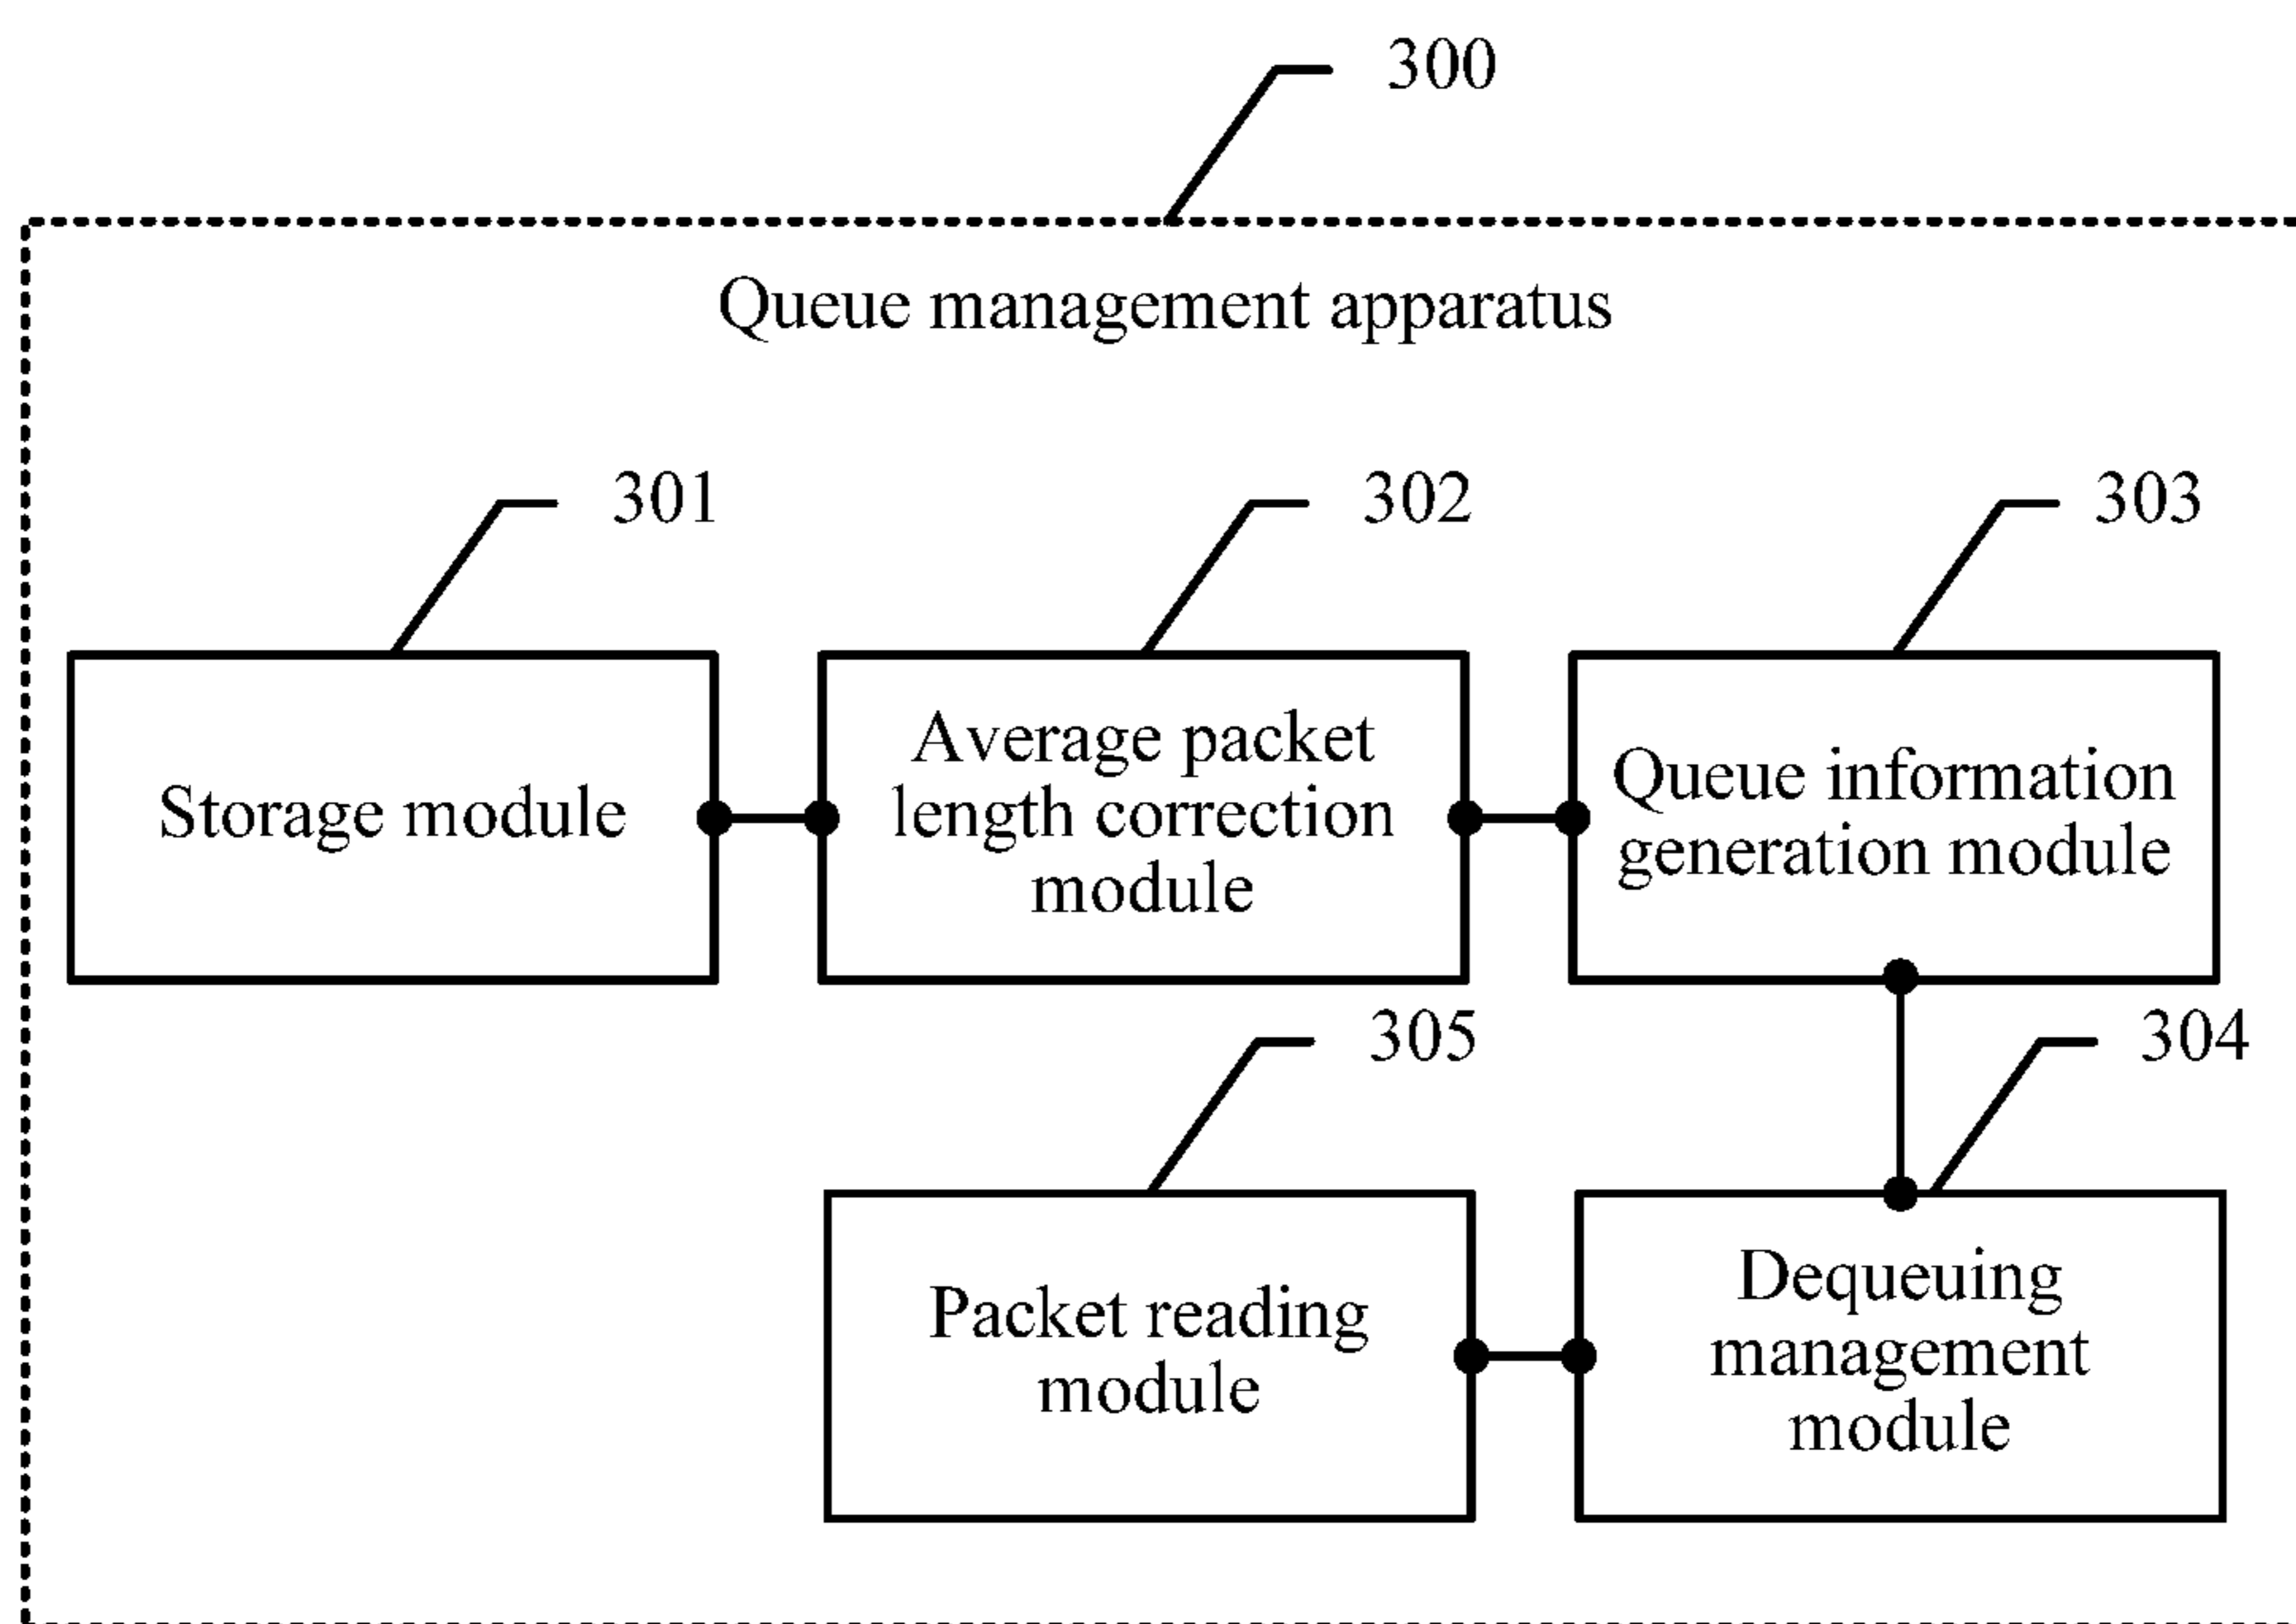 300
Queue management apparatus
301
302
303
Storage module
Average packet
length correction
module
Queue information
generation module
305
304
Packet reading
module
Dequeuing
management
module